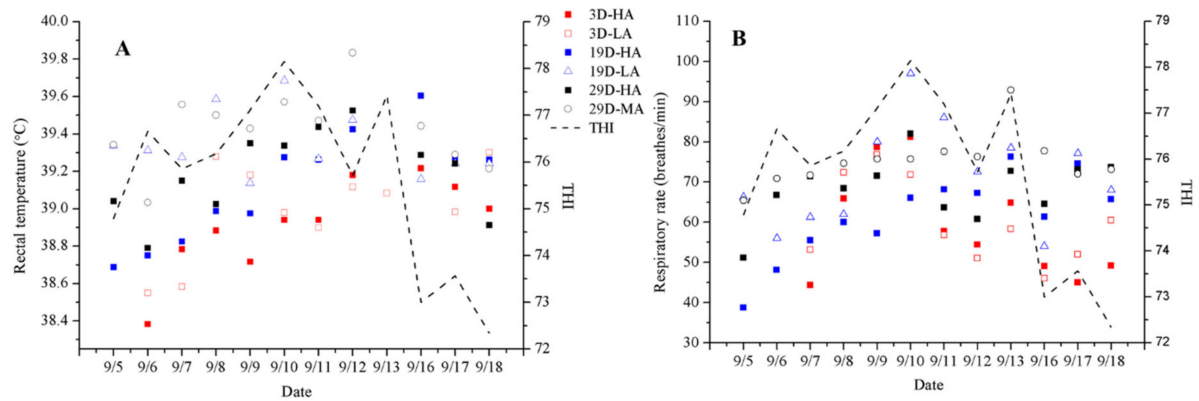 A
40.0
39.8
39.6
39.4
39.2
39.0
38.8
38.6
38.4
Rectal temperature (°C)
79
78
77
76
75
74
73
72
THI
9/5 9/6 9/7 9/8 9/9 9/10 9/11 9/12 9/13 9/16 9/17 9/18
Date
3D-HA
3D-LA
19D-HA
19D-LA
29D-HA
29D-MA
THI
B
110
100
90
80
70
60
50
40
30
Respiratory rate (breathes/min)
79
78
77
76
75
74
73
72
THI
9/5 9/6 9/7 9/8 9/9 9/10 9/11 9/12 9/13 9/16 9/17 9/18
Date